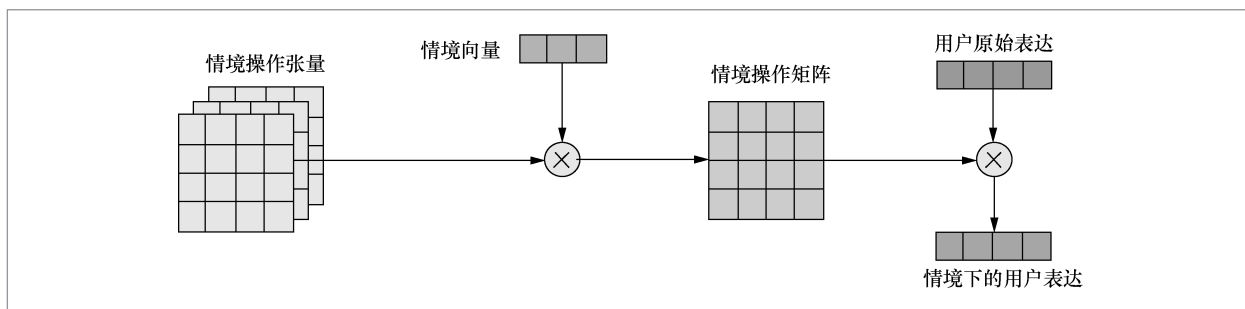 情境操作张量
情境向量
情境操作矩阵
用户原始表达
情境下的用户表达